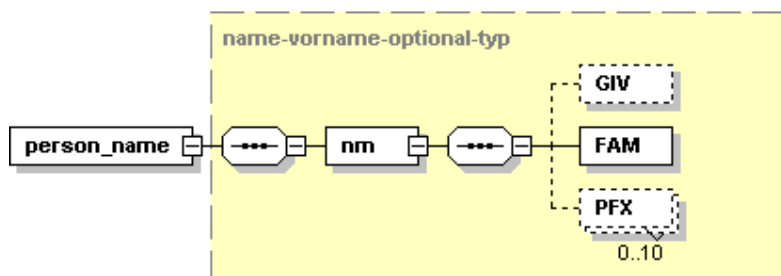 name-vorname-optional-typ
person_name
nm
GIV
FAM
PFX
0..10